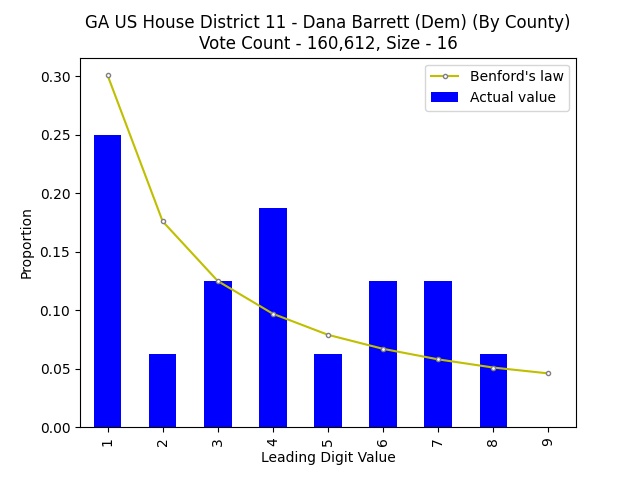 GA US House District 11 - Dana Barrett (Dem) (By County)
Vote Count - 160,612, Size - 16
Benford's law
Actual value
0.30
0.25
0.20
0.15
0.10
0.05
0.00
Proportion
1 2 3 4 5 6 7 8 9
Leading Digit Value